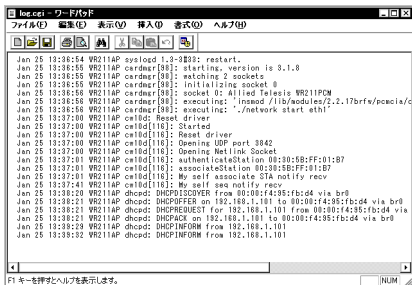 log.cgi - ワードパッド
ファイル(F) 編集(E) 表示(V) 挿入(I) 書式(O) ヘルプ(H)
Jan 25 13:36:54 WR211AP syslogd 1.3-3#33: restart.
Jan 25 13:36:55 WR211AP cardmgr[98]: starting, version is 3.1.8
Jan 25 13:36:55 WR211AP cardmgr[98]: watching 2 sockets
Jan 25 13:36:55 WR211AP cardmgr[98]: initializing socket 0
Jan 25 13:36:56 WR211AP cardmgr[98]: socket 0: Allied Telesis WR211PCM
Jan 25 13:36:56 WR211AP cardmgr[98]: executing: 'insmod /lib/modules/2.2.17brfw/pcmcia/c
Jan 25 13:36:56 WR211AP cardmgr[98]: executing: './network start eth1'
Jan 25 13:37:00 WR211AP cm10d: Reset driver
Jan 25 13:37:00 WR211AP cm10d[116]: Started
Jan 25 13:37:00 WR211AP cm10d[116]: Reset driver
Jan 25 13:37:00 WR211AP cm10d[116]: Opening UDP port 3842
Jan 25 13:37:00 WR211AP cm10d[116]: Opening Netlink Socket
Jan 25 13:37:01 WR211AP cm10d[116]: authenticateStation 00:30:5B:FF:01:B7
Jan 25 13:37:01 WR211AP cm10d[116]: associateStation 00:30:5B:FF:01:B7
Jan 25 13:37:01 WR211AP cm10d[116]: My self associate STA notify recv
Jan 25 13:37:41 WR211AP cm10d[116]: My self seq notify recv
Jan 25 13:38:20 WR211AP dhcpd: DHCPDISCOVER from 00:00:f4:95:fb:d4 via br0
Jan 25 13:38:21 WR211AP dhcpd: DHCPOFFER on 192.168.1.101 to 00:00:f4:95:fb:d4 via br0
Jan 25 13:38:21 WR211AP dhcpd: DHCPREQUEST for 192.168.1.101 from 00:00:f4:95:fb:d4 via
Jan 25 13:38:21 WR211AP dhcpd: DHCPACK on 192.168.1.101 to 00:00:f4:95:fb:d4 via br0
Jan 25 13:39:29 WR211AP dhcpd: DHCPINFORM from 192.168.1.101
Jan 25 13:39:32 WR211AP dhcpd: DHCPINFORM from 192.168.1.101
F1 キーを押すとヘルプを表示します。 NUM